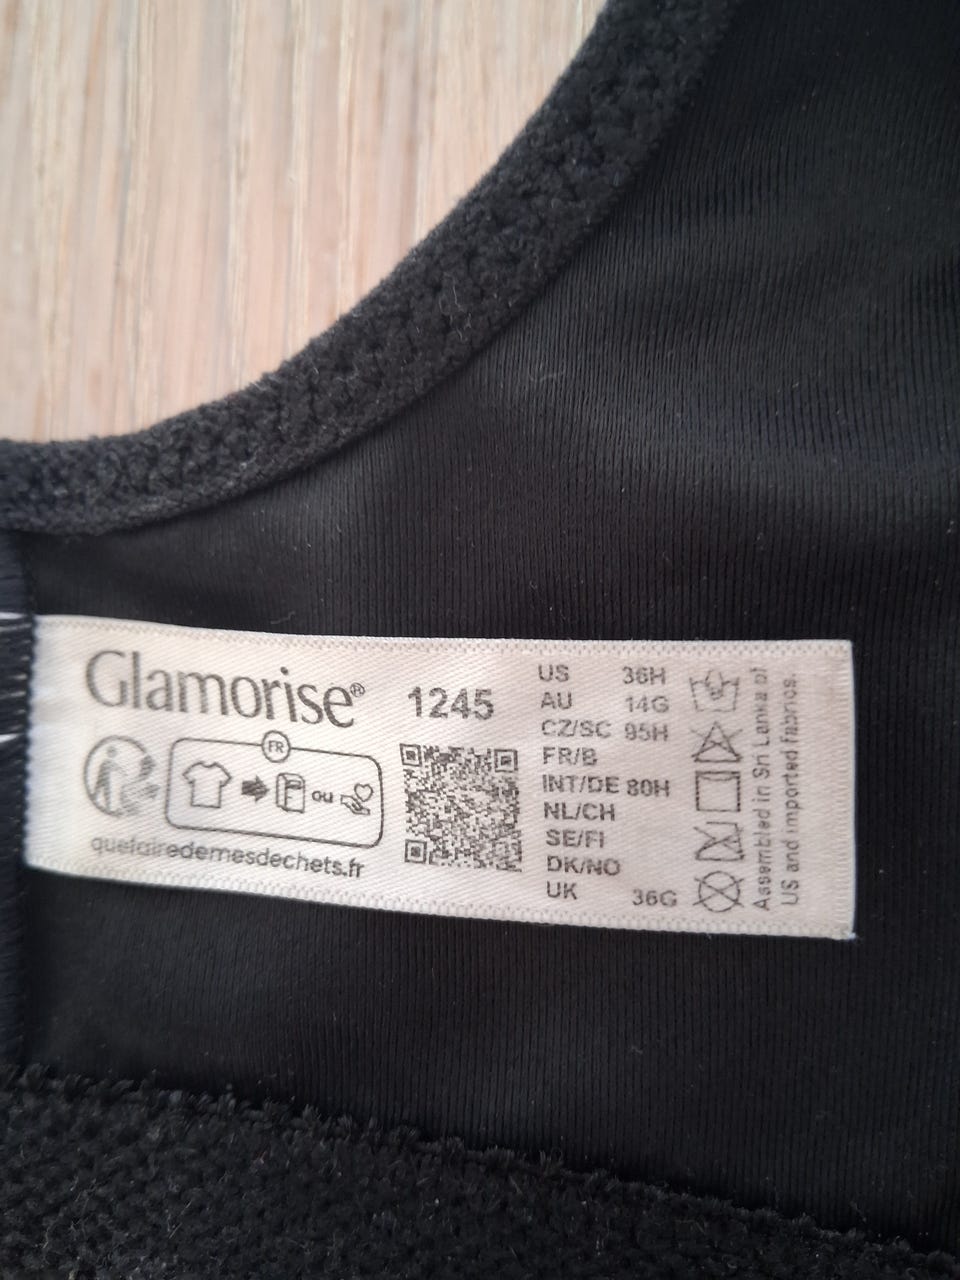 Glamorise®
1245
FR
ou
quefairedemesdechets.fr
US 36H
AU 14G
CZ/SC 95H
FR/B
INT/DE 80H
NL/CH
SE/FI
DK/NO
UK 36G
Assembled in Sri Lanka of
US and imported fabrics.